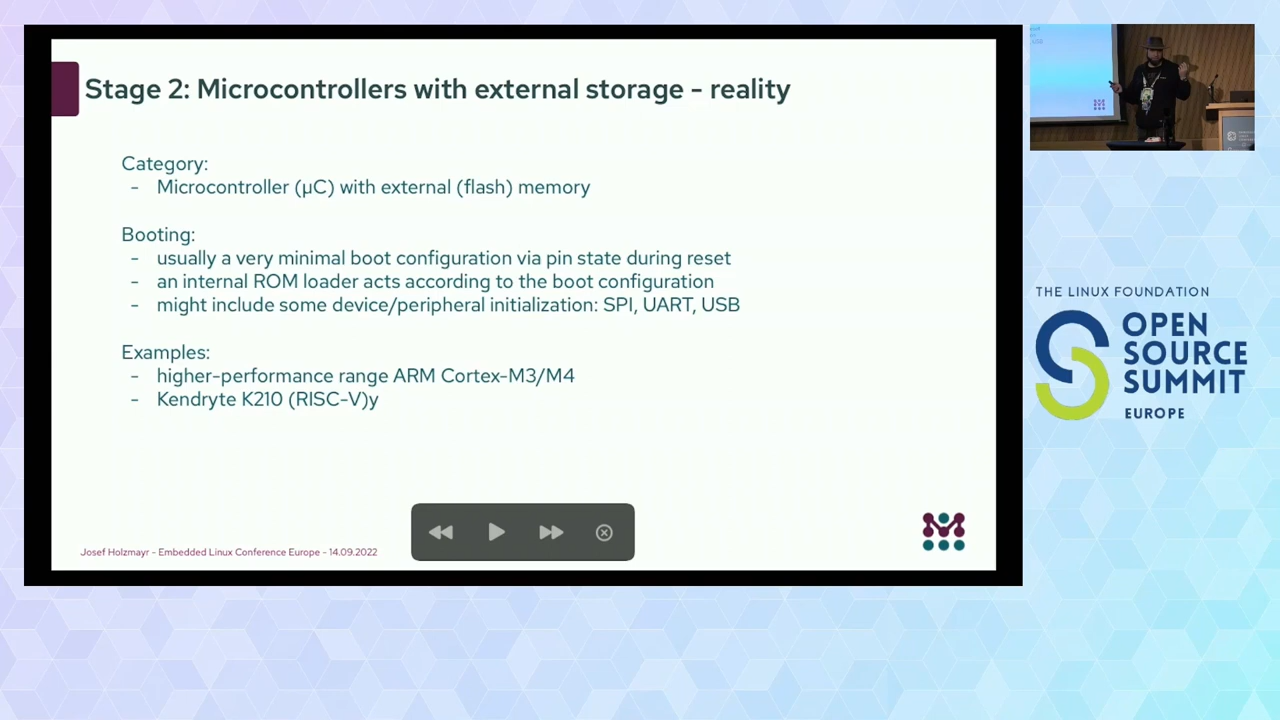 Stage 2: Microcontrollers with external storage - reality
Category:
- Microcontroller (µC) with external (flash) memory
Booting:
- usually a very minimal boot configuration via pin state during reset
- an internal ROM loader acts according to the boot configuration
- might include some device/peripheral initialization: SPI, UART, USB
Examples:
- higher-performance range ARM Cortex-M3/M4
- Kendryte K210 (RISC-V)y
Josef Holzmayr - Embedded Linux Conference Europe - 14.09.2022
THE LINUX FOUNDATION
OPEN
SOURCE
SUMMIT
EUROPE